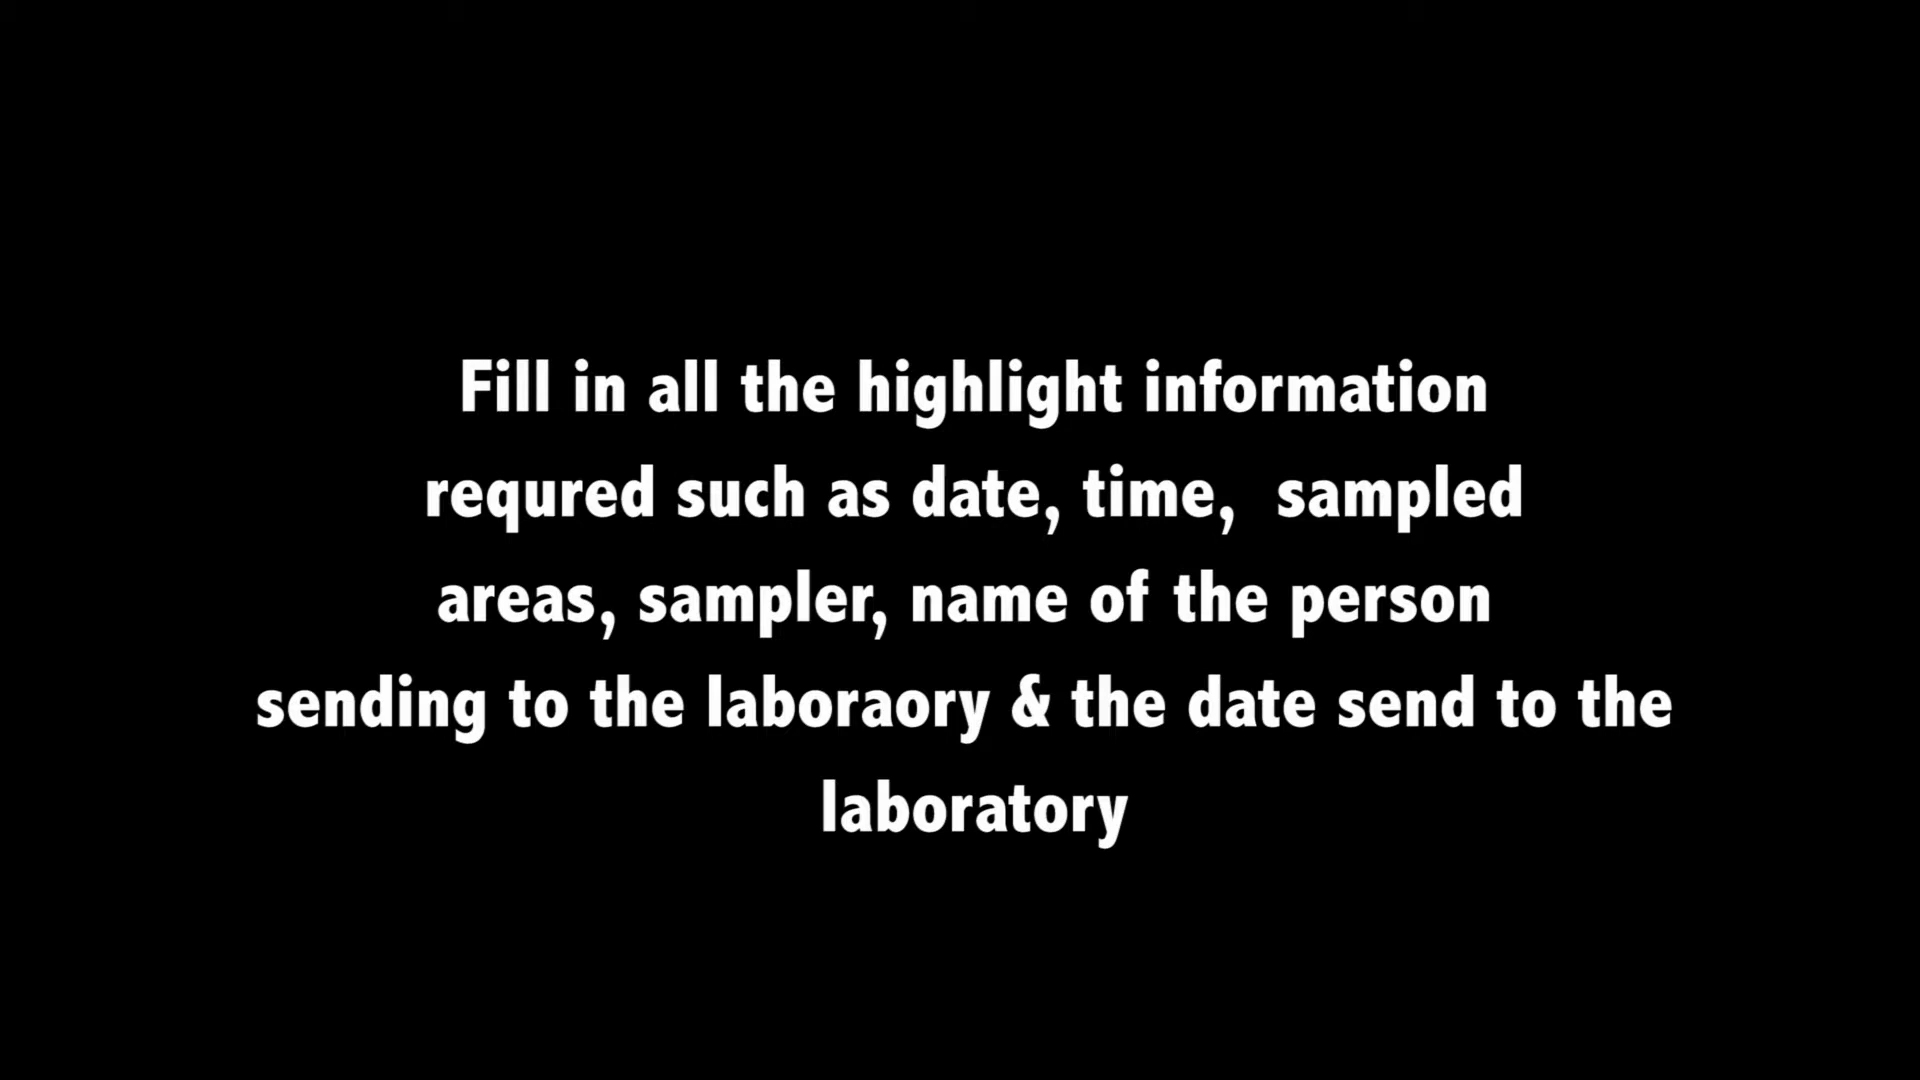 Fill in all the highlight information
requred such as date, time,  sampled
areas, sampler, name of the person
sending to the laboraory & the date send to the
laboratory